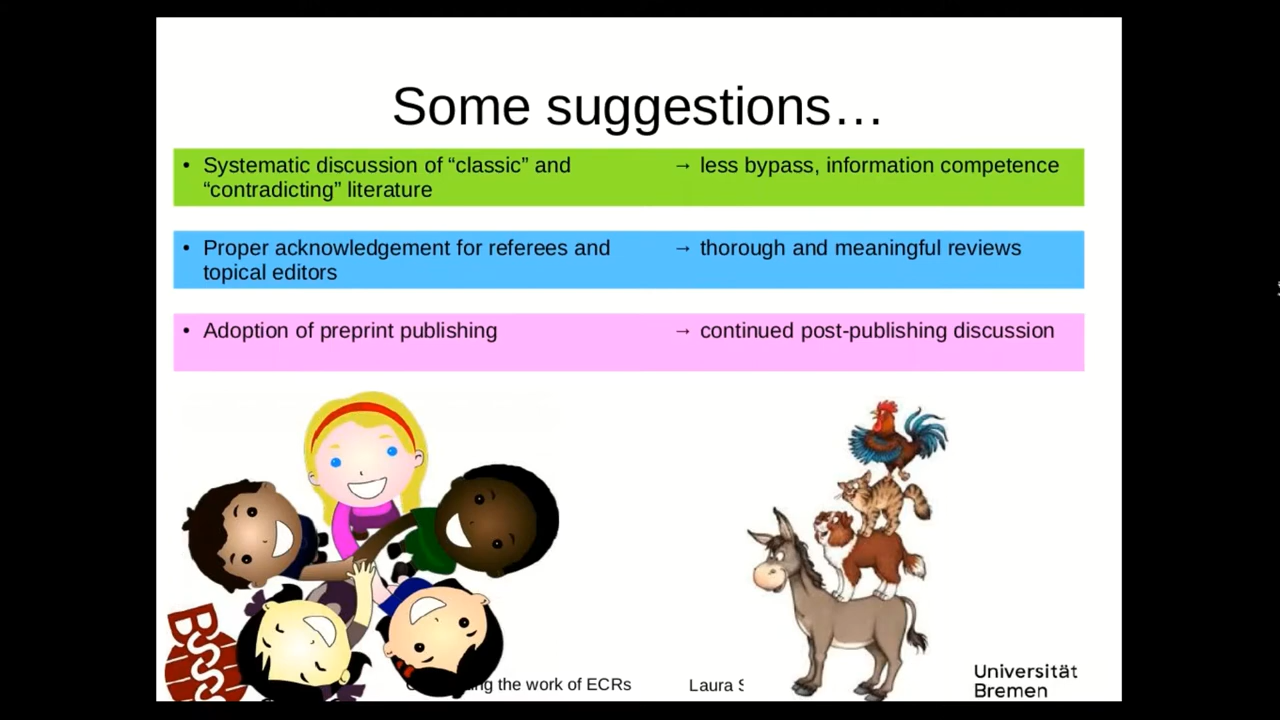 Some suggestions…
• Systematic discussion of “classic” and
“contradicting” literature
→ less bypass, information competence
• Proper acknowledgement for referees and
topical editors
→ thorough and meaningful reviews
• Adoption of preprint publishing
→ continued post-publishing discussion
the work of ECRs
Laura S
Universität
Bremen